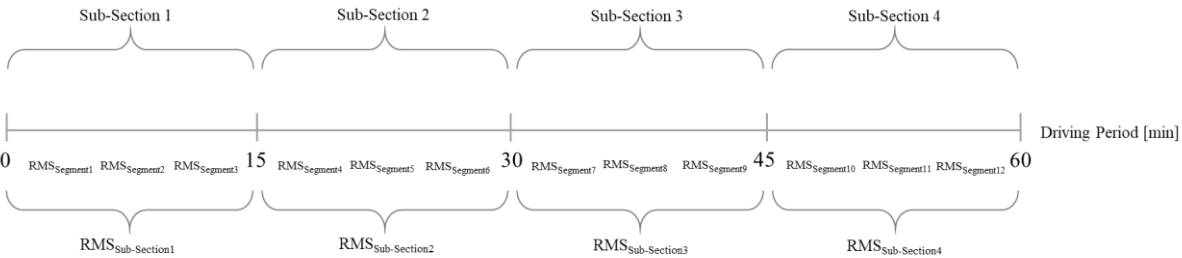 Sub-Section 1 Sub-Section 2 Sub-Section 3 Sub-Section 4
Driving Period [min]
0 RMSSegment1 RMSSegment2 RMSSegment3 15 RMSSegment4 RMSSegment5 RMSSegment6 30 RMSSegment7 RMSSegment8 RMSSegment9 45 RMSSegment10 RMSSegment11 RMSSegment12 60
RMSSub-Section1 RMSSub-Section2 RMSSub-Section3 RMSSub-Section4